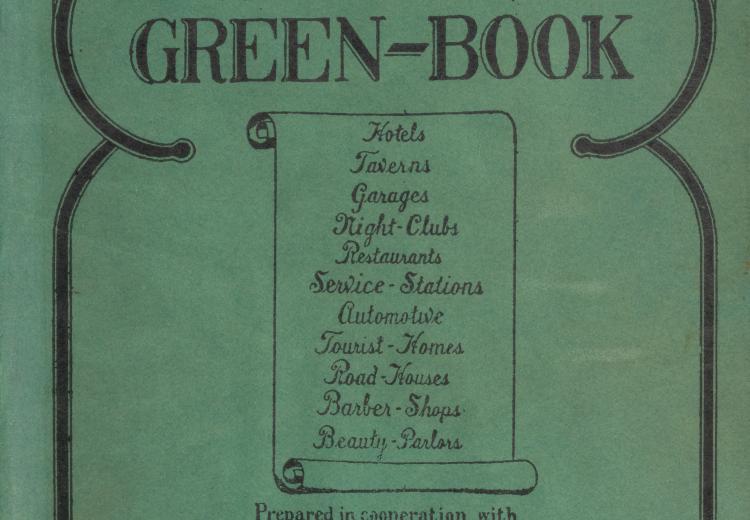 GREEN-BOOK
Hotels
Taverns
Garages
Night-Clubs
Restaurants
Service-Stations
Automotive
Tourist-Homes
Road-Houses
Barber-Shops
Beauty-Parlors
Prepared in cooperation with